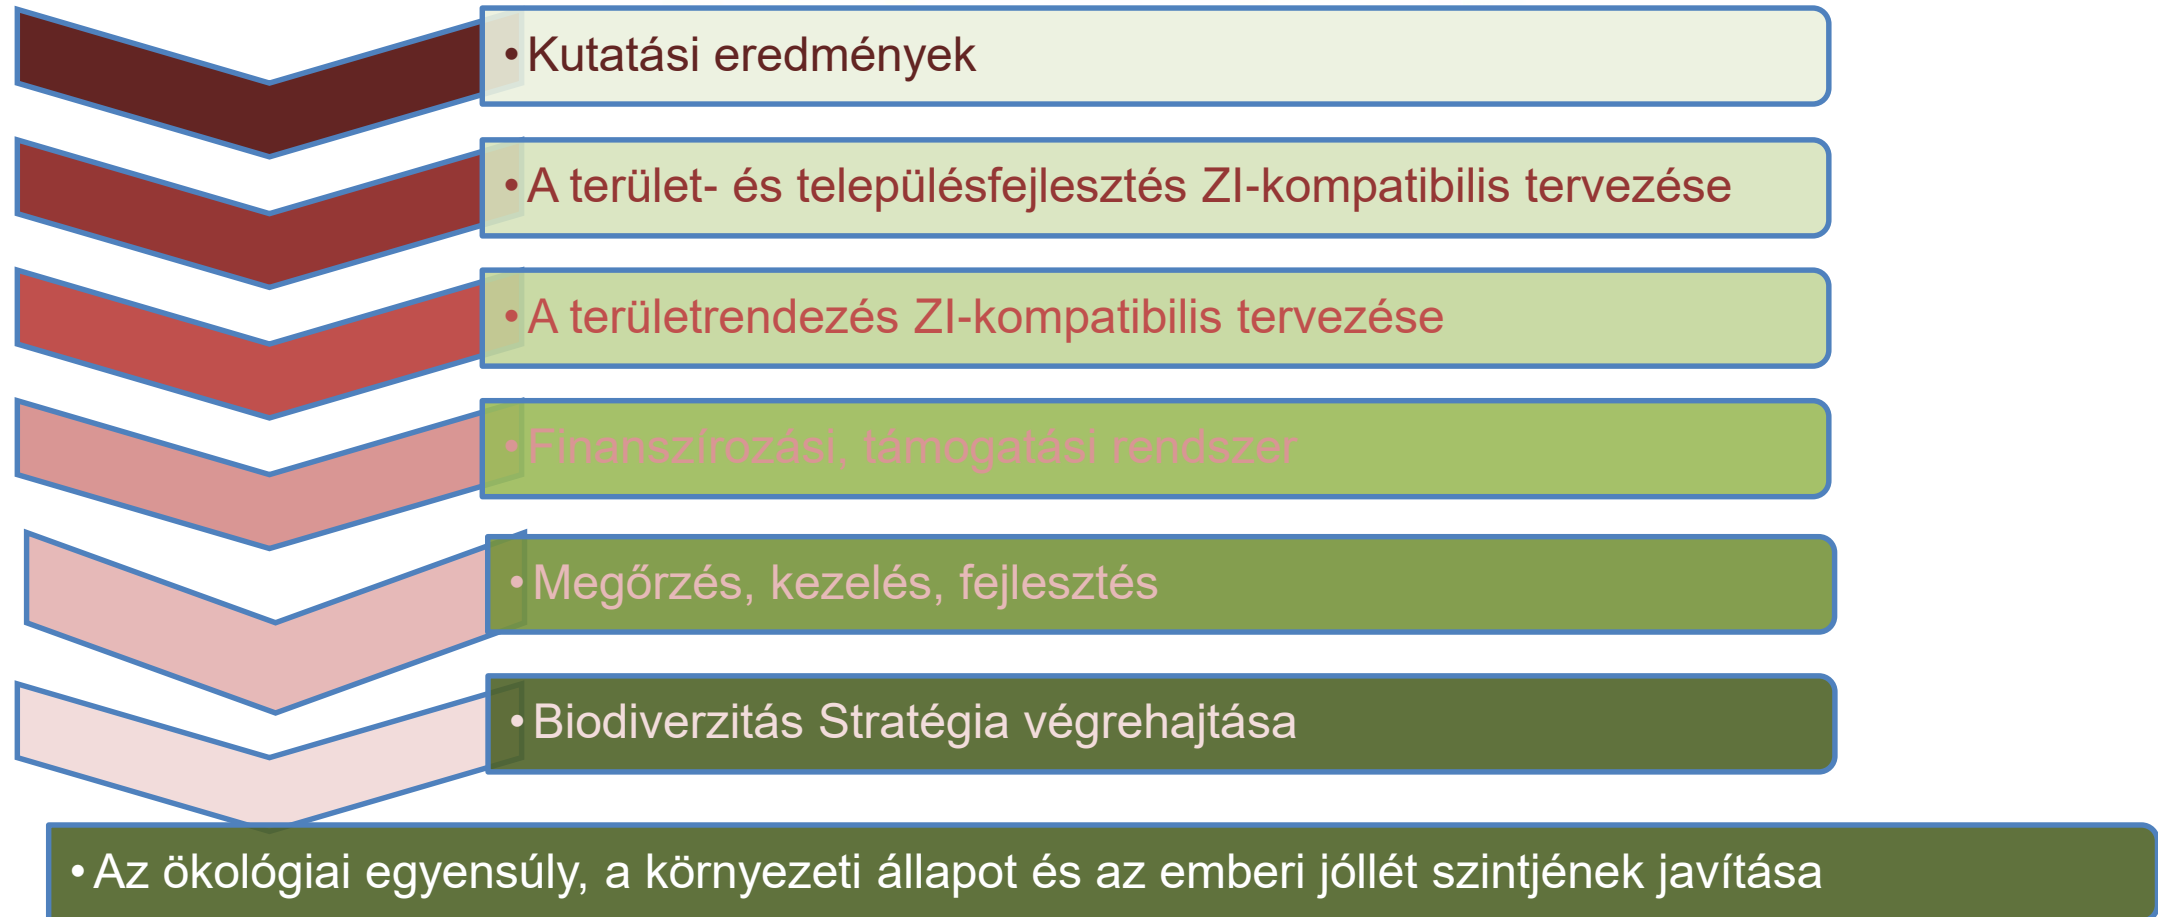 • Kutatási eredmények
• A terület- és településfejlesztés ZI-kompatibilis tervezése
• A területrendezés ZI-kompatibilis tervezése
• Finanszírozási, támogatási rendszer
• Megőrzés, kezelés, fejlesztés
• Biodiverzitás Stratégia végrehajtása
• Az ökológiai egyensúly, a környezeti állapot és az emberi jóllét szintjének javítása